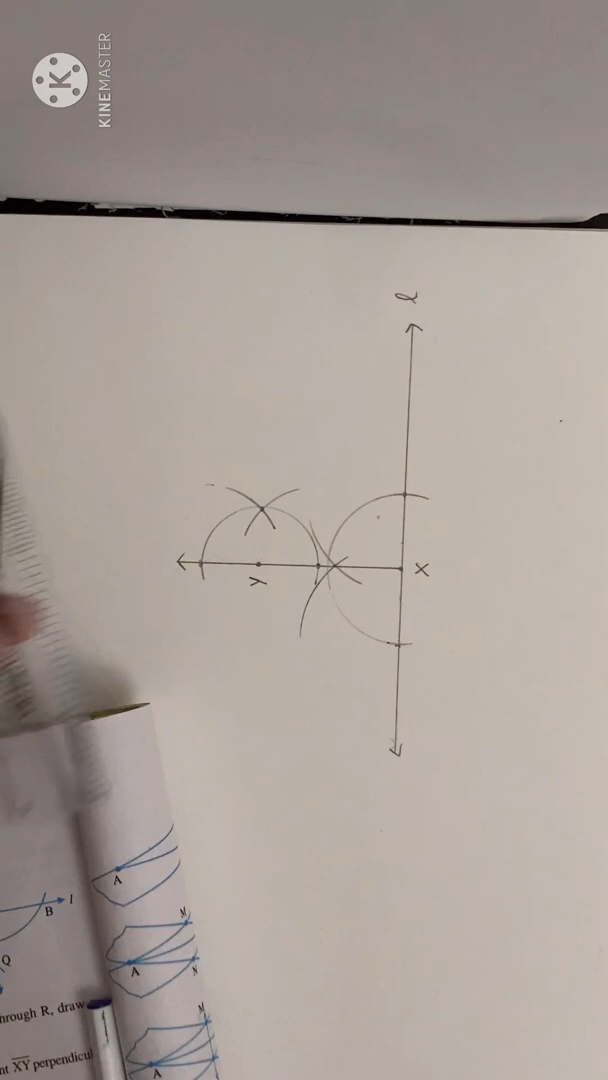 KINEMASTER
l
Y
X
A
B
l
Q
M
A
N
M
A
hrough R, draw
nt XY perpendicul